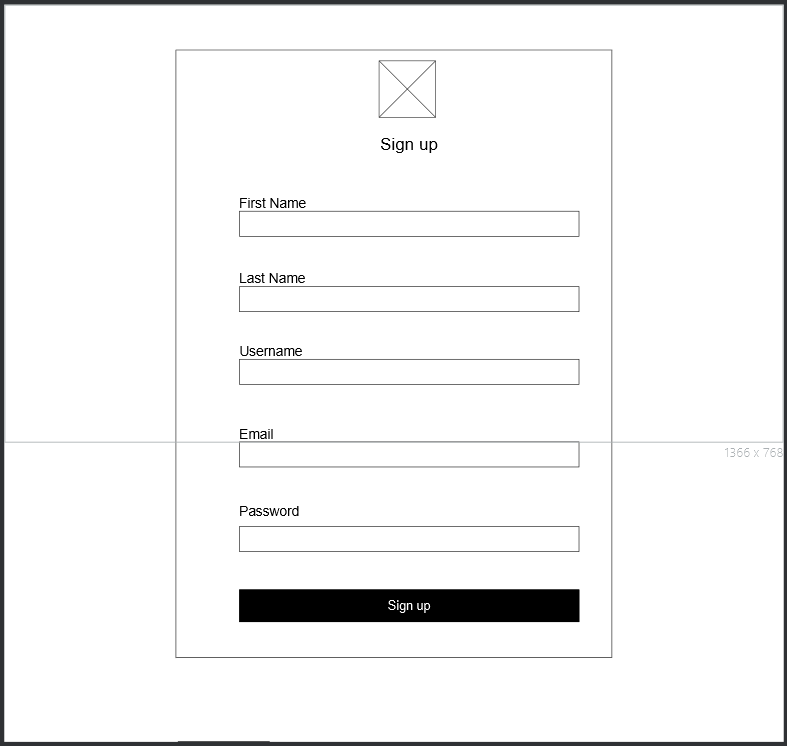 Sign up
First Name
Last Name
Username
Email
1366 x 768
Password
Sign up